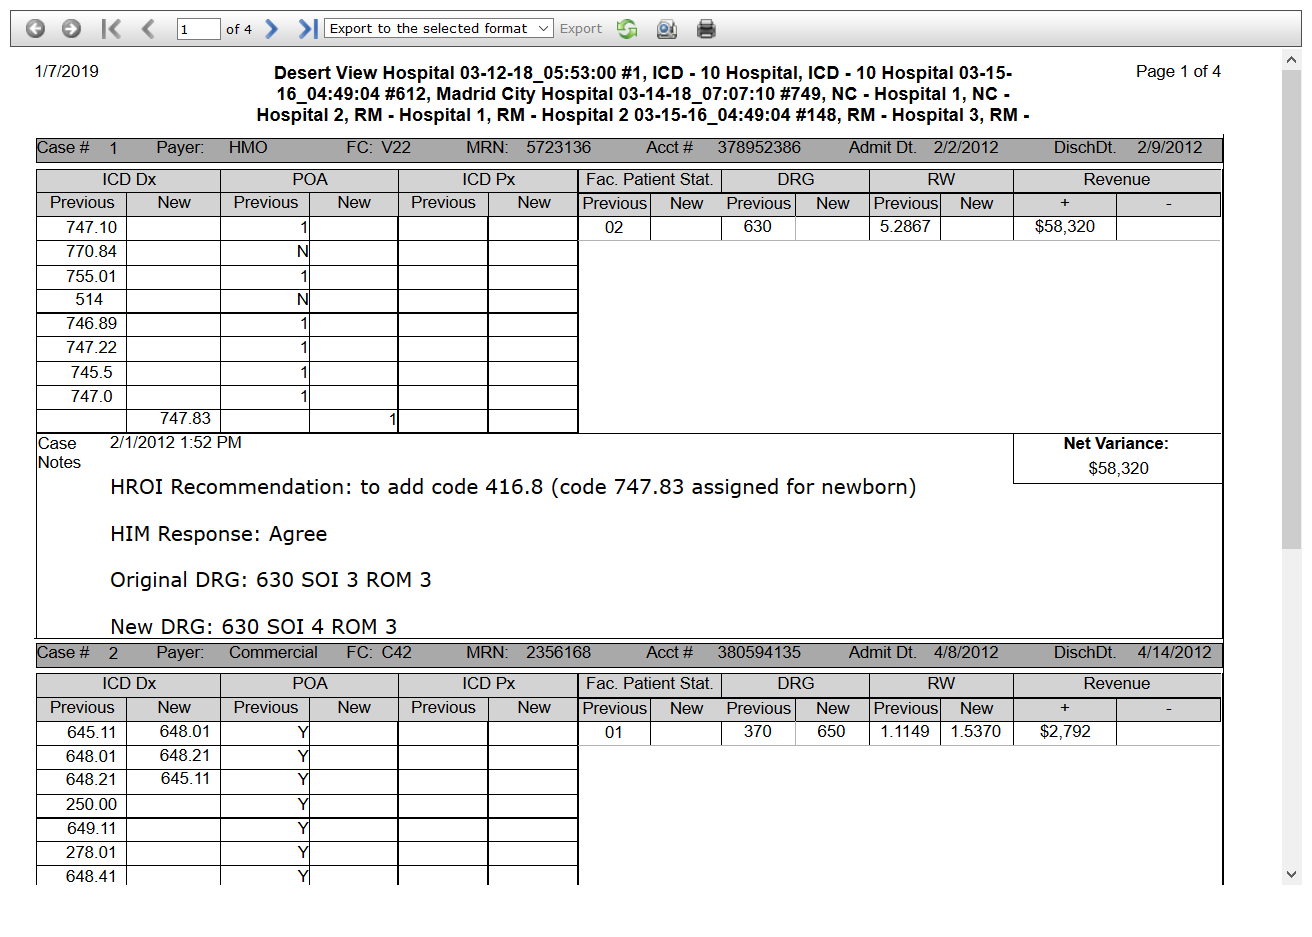 1 of 4 Export to the selected format Export
1/7/2019 Page 1 of 4
Desert View Hospital 03-12-18_05:53:00 #1, ICD - 10 Hospital, ICD - 10 Hospital 03-15-
16_04:49:04 #612, Madrid City Hospital 03-14-18_07:07:10 #749, NC - Hospital 1, NC -
Hospital 2, RM - Hospital 1, RM - Hospital 2 03-15-16_04:49:04 #148, RM - Hospital 3, RM -
Case # 1 Payer: HMO FC: V22 MRN: 5723136 Acct # 378952386 Admit Dt. 2/2/2012 DischDt. 2/9/2012
ICD Dx POA ICD Px Fac. Patient Stat. DRG RW Revenue
Previous New Previous New Previous New Previous New Previous New Previous New + -
747.10 1 02 630 5.2867 $58,320
770.84 N
755.01 1
514 N
746.89 1
747.22 1
745.5 1
747.0 1
747.83 1
Case 2/1/2012 1:52 PM Net Variance:
Notes $58,320
HROI Recommendation: to add code 416.8 (code 747.83 assigned for newborn)
HIM Response: Agree
Original DRG: 630 SOI 3 ROM 3
New DRG: 630 SOI 4 ROM 3
Case # 2 Payer: Commercial FC: C42 MRN: 2356168 Acct # 380594135 Admit Dt. 4/8/2012 DischDt. 4/14/2012
ICD Dx POA ICD Px Fac. Patient Stat. DRG RW Revenue
Previous New Previous New Previous New Previous New Previous New Previous New + -
645.11 648.01 Y 01 370 650 1.1149 1.5370 $2,792
648.01 648.21 Y
648.21 645.11 Y
250.00 Y
649.11 Y
278.01 Y
648.41 Y